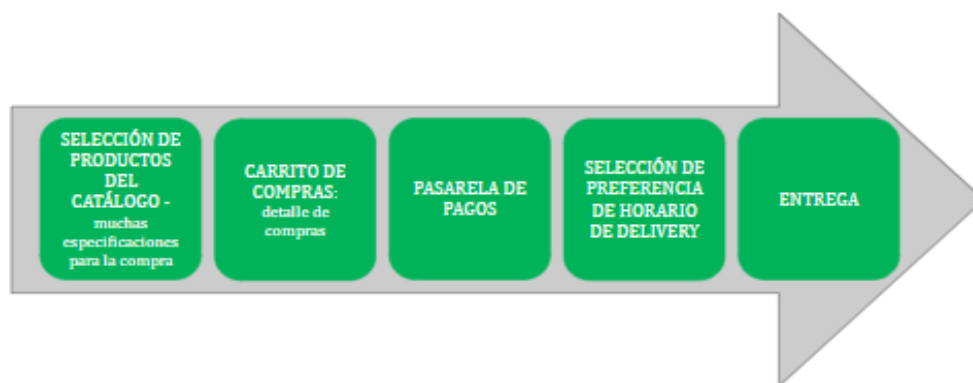 SELECCIÓN DE
PRODUCTOS
DEL
CATÁLOGO -
muchas
especificaciones
para la compra
CARRITO DE
COMPRAS:
detalle de
compras
PASARELA DE
PAGOS
SELECCIÓN DE
PREFERENCIA
DE HORARIO
DE DELIVERY
ENTREGA